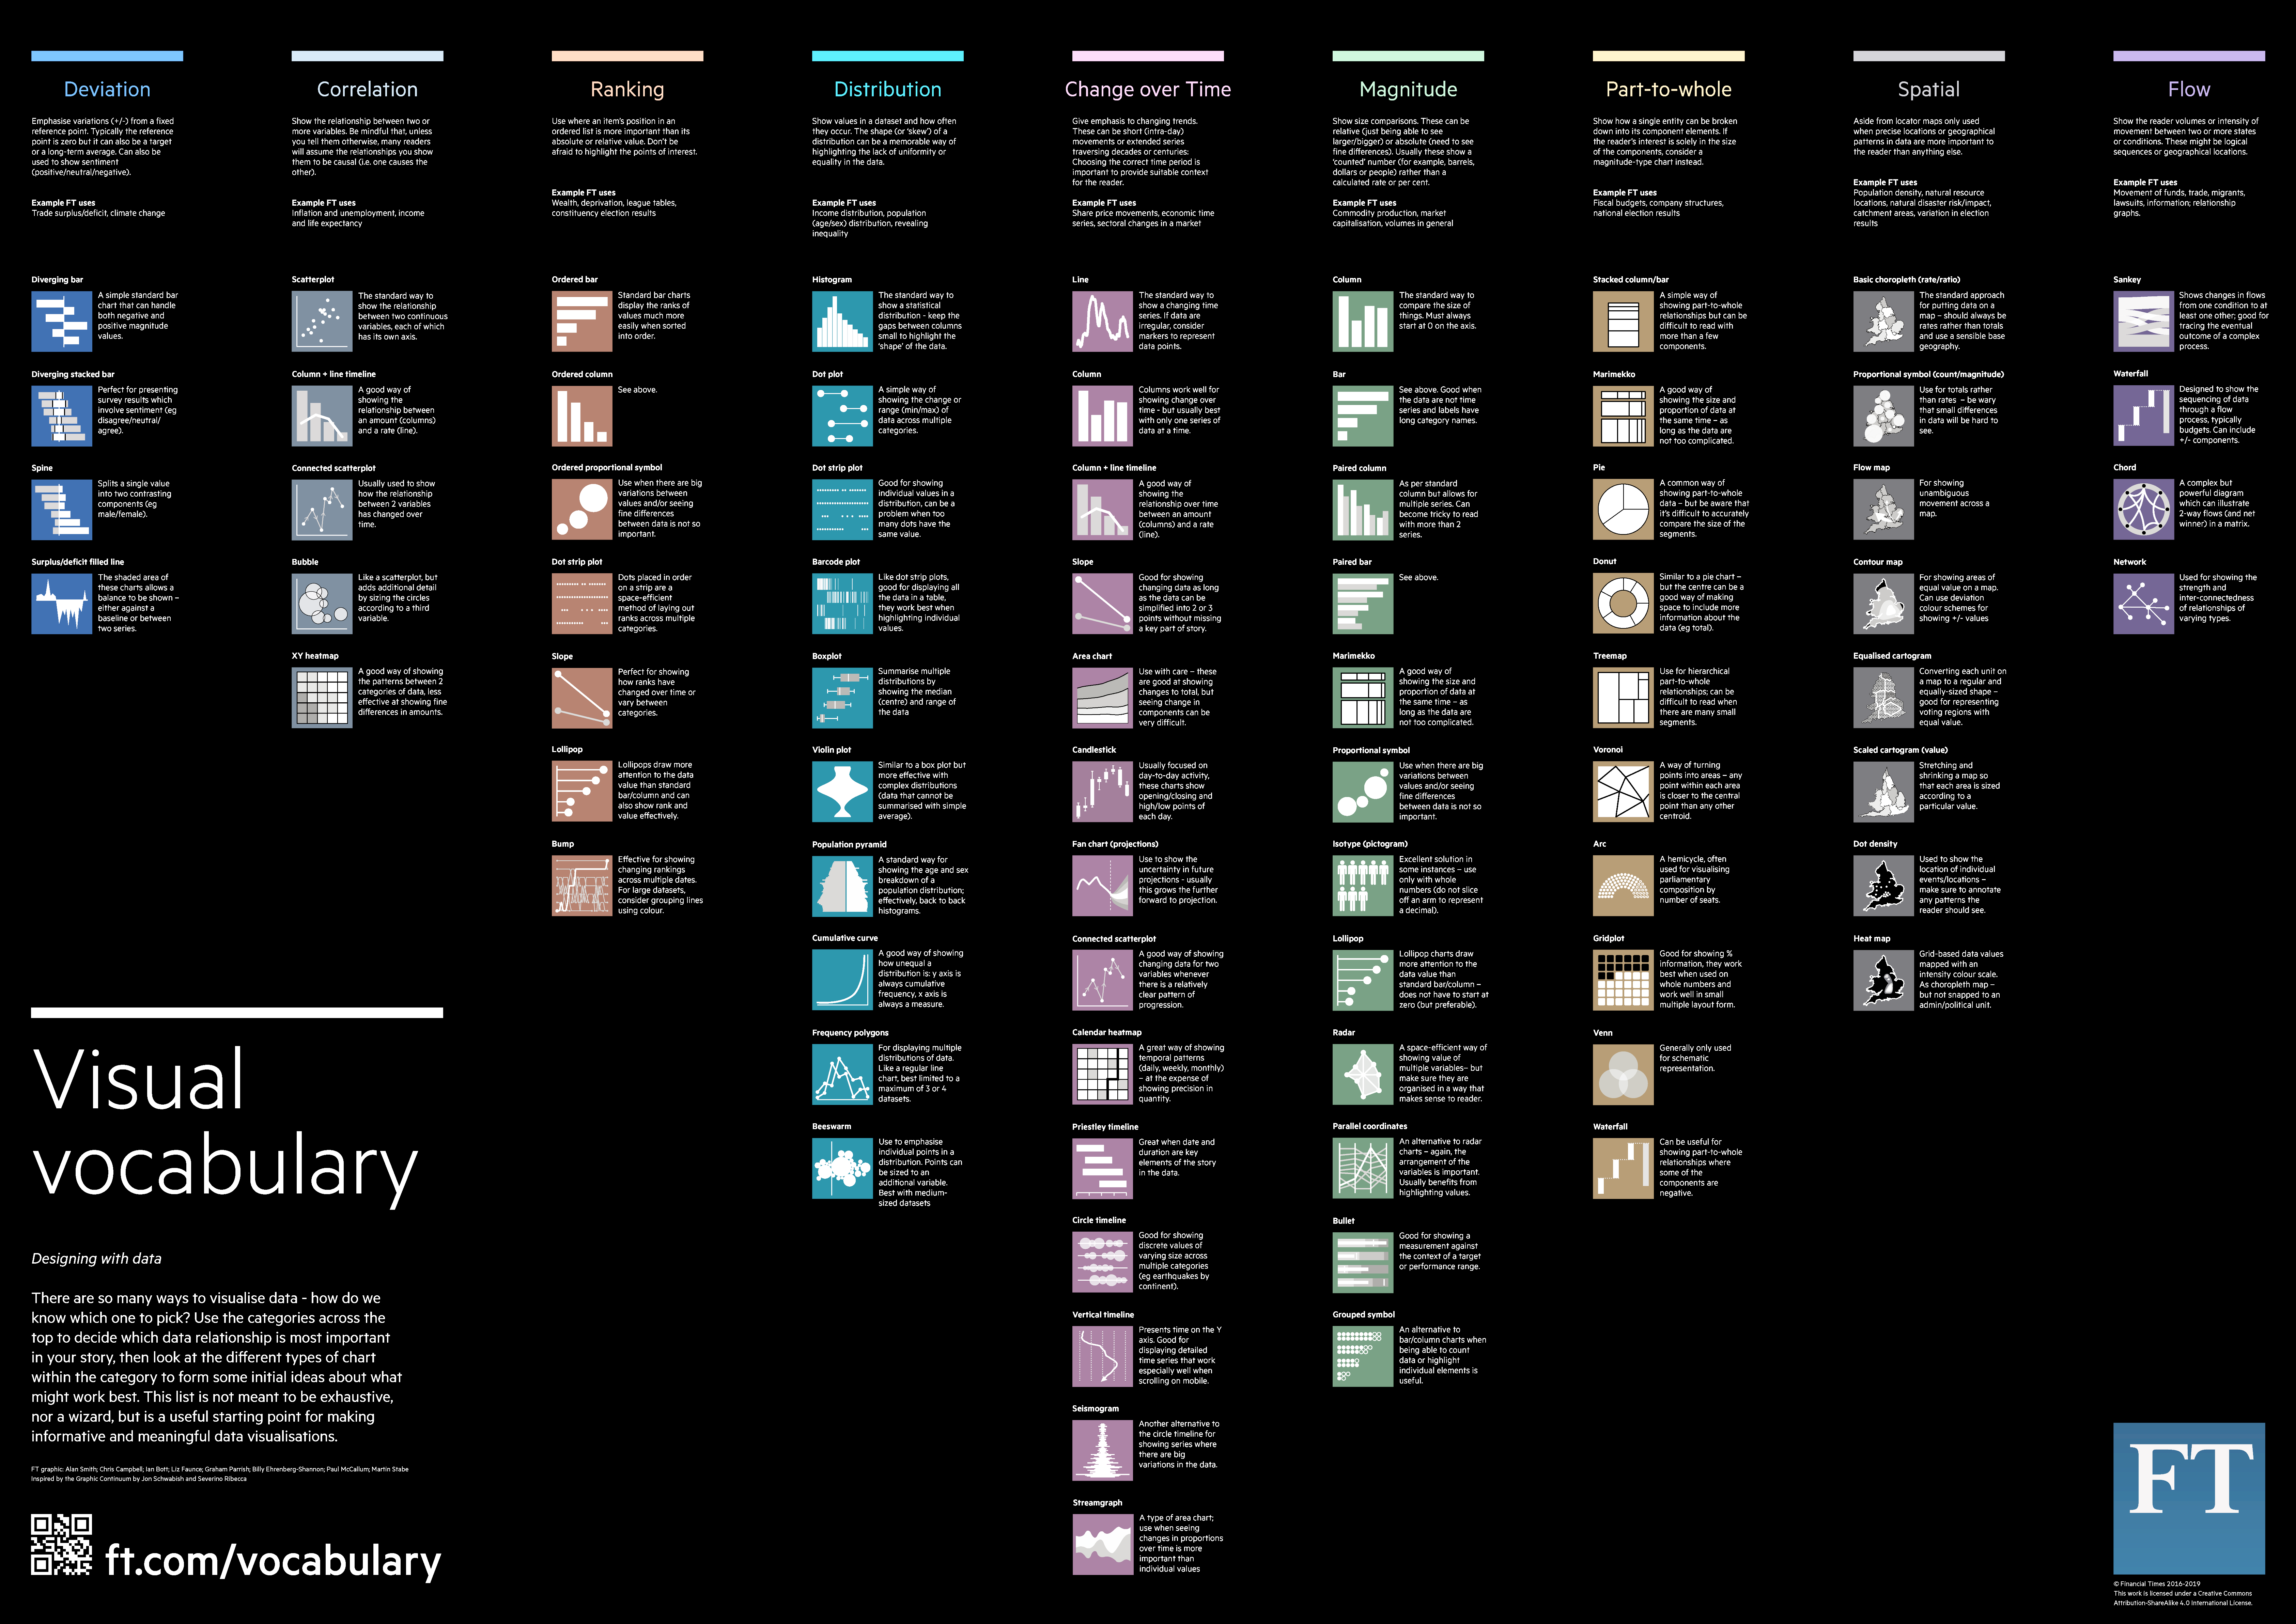 Deviation
Emphasise variations (+/-) from a fixed
reference point. Typically the reference
point is zero but it can also be a target
or a long-term average. Can also be
used to show sentiment
(positive/neutral/negative).
Example FT uses
Trade surplus/deficit, climate change
Diverging bar
A simple standard bar
chart that can handle
both negative and
positive magnitude
values.
Diverging stacked bar
Perfect for presenting
survey results which
involve sentiment (eg
disagree/neutral/
agree).
Spine
Splits a single value
into two contrasting
components (eg
male/female).
Surplus/deficit filled line
The shaded area of
these charts allows a
balance to be shown –
either against a
baseline or between
two series.
Correlation
Show the relationship between two or
more variables. Be mindful that, unless
you tell them otherwise, many readers
will assume the relationships you show
them to be causal (i.e. one causes the
other).
Example FT uses
Inflation and unemployment, income
and life expectancy
Scatterplot
The standard way to
show the relationship
between two continuous
variables, each of which
has its own axis.
Column + line timeline
A good way of
showing the
relationship between
an amount (columns)
and a rate (line).
Connected scatterplot
Usually used to show
how the relationship
between 2 variables
has changed over
time.
Bubble
Like a scatterplot, but
adds additional detail
by sizing the circles
according to a third
variable.
XY heatmap
A good way of showing
the patterns between 2
categories of data, less
effective at showing fine
differences in amounts.
Ranking
Use where an item's position in an
ordered list is more important than its
absolute or relative value. Don't be
afraid to highlight the points of interest.
Example FT uses
Wealth, deprivation, league tables,
constituency election results
Ordered bar
Standard bar charts
display the ranks of
values much more
easily when sorted
into order.
Ordered column
See above.
Ordered proportional symbol
Use when there are big
variations between
values and/or seeing
fine differences
between data is not so
important.
Dot strip plot
Dots placed in order
on a strip are a
space-efficient
method of laying out
ranks across multiple
categories.
Slope
Perfect for showing
how ranks have
changed over time or
vary between
categories.
Lollipop
Lollipops draw more
attention to the data
value than standard
bar/column and can
also show rank and
value effectively.
Bump
Effective for showing
changing rankings
across multiple dates.
For large datasets,
consider grouping lines
using colour.
Distribution
Show values in a dataset and how often
they occur. The shape (or 'skew') of a
distribution can be a memorable way of
highlighting the lack of uniformity or
equality in the data.
Example FT uses
Income distribution, population
(age/sex) distribution, revealing
inequality
Histogram
The standard way to
show a statistical
distribution - keep the
gaps between columns
small to highlight the
'shape' of the data.
Dot plot
A simple way of
showing the change or
range (min/max) of
data across multiple
categories.
Dot strip plot
Good for showing
individual values in a
distribution, can be a
problem when too
many dots have the
same value.
Barcode plot
Like dot strip plots,
good for displaying all
the data in a table,
they work best when
highlighting individual
values.
Boxplot
Summarise multiple
distributions by
showing the median
(centre) and range of
the data
Violin plot
Similar to a box plot but
more effective with
complex distributions
(data that cannot be
summarised with simple
average).
Population pyramid
A standard way for
showing the age and sex
breakdown of a
population distribution;
effectively, back to back
histograms.
Cumulative curve
A good way of showing
how unequal a
distribution is: y axis is
always cumulative
frequency, x axis is
always a measure.
Frequency polygons
For displaying multiple
distributions of data.
Like a regular line
chart, best limited to a
maximum of 3 or 4
datasets.
Beeswarm
Use to emphasise
individual points in a
distribution. Points can
be sized to an
additional variable.
Best with medium-
sized datasets
Change over Time
Give emphasis to changing trends.
These can be short (intra-day)
movements or extended series
traversing decades or centuries:
Choosing the correct time period is
important to provide suitable context
for the reader.
Example FT uses
Share price movements, economic time
series, sectoral changes in a market
Line
The standard way to
show a changing time
series. If data are
irregular, consider
markers to represent
data points.
Column
Columns work well for
showing change over
time - but usually best
with only one series of
data at a time.
Column + line timeline
A good way of
showing the
relationship over time
between an amount
(columns) and a rate
(line).
Slope
Good for showing
changing data as long
as the data can be
simplified into 2 or 3
points without missing
a key part of story.
Area chart
Use with care – these
are good at showing
changes to total, but
seeing change in
components can be
very difficult.
Candlestick
Usually focused on
day-to-day activity,
these charts show
opening/closing and
high/low points of
each day.
Fan chart (projections)
Use to show the
uncertainty in future
projections - usually
this grows the further
forward to projection.
Connected scatterplot
A good way of showing
changing data for two
variables whenever
there is a relatively
clear pattern of
progression.
Calendar heatmap
A great way of showing
temporal patterns
(daily, weekly, monthly)
– at the expense of
showing precision in
quantity.
Priestley timeline
Great when date and
duration are key
elements of the story
in the data.
Circle timeline
Good for showing
discrete values of
varying size across
multiple categories
(eg earthquakes by
continent).
Vertical timeline
Presents time on the Y
axis. Good for
displaying detailed
time series that work
especially well when
scrolling on mobile.
Seismogram
Another alternative to
the circle timeline for
showing series where
there are big
variations in the data.
Streamgraph
A type of area chart;
use when seeing
changes in proportions
over time is more
important than
individual values
Magnitude
Show size comparisons. These can be
relative (just being able to see
larger/bigger) or absolute (need to see
fine differences). Usually these show a
'counted' number (for example, barrels,
dollars or people) rather than a
calculated rate or per cent.
Example FT uses
Commodity production, market
capitalisation, volumes in general
Column
The standard way to
compare the size of
things. Must always
start at 0 on the axis.
Bar
See above. Good when
the data are not time
series and labels have
long category names.
Paired column
As per standard
column but allows for
multiple series. Can
become tricky to read
with more than 2
series.
Paired bar
See above.
Marimekko
A good way of
showing the size and
proportion of data at
the same time – as
long as the data are
not too complicated.
Proportional symbol
Use when there are big
variations between
values and/or seeing
fine differences
between data is not so
important.
Isotype (pictogram)
Excellent solution in
some instances – use
only with whole
numbers (do not slice
off an arm to represent
a decimal).
Lollipop
Lollipop charts draw
more attention to the
data value than
standard bar/column –
does not have to start at
zero (but preferable).
Radar
A space-efficient way of
showing value of
multiple variables– but
make sure they are
organised in a way that
makes sense to reader.
Parallel coordinates
An alternative to radar
charts – again, the
arrangement of the
variables is important.
Usually benefits from
highlighting values.
Bullet
Good for showing a
measurement against
the context of a target
or performance range.
Grouped symbol
An alternative to
bar/column charts when
being able to count
data or highlight
individual elements is
useful.
Part-to-whole
Show how a single entity can be broken
down into its component elements. If
the reader's interest is solely in the size
of the components, consider a
magnitude-type chart instead.
Example FT uses
Fiscal budgets, company structures,
national election results
Stacked column/bar
A simple way of
showing part-to-whole
relationships but can be
difficult to read with
more than a few
components.
Marimekko
A good way of
showing the size and
proportion of data at
the same time – as
long as the data are
not too complicated.
Pie
A common way of
showing part-to-whole
data – but be aware that
it's difficult to accurately
compare the size of the
segments.
Donut
Similar to a pie chart –
but the centre can be a
good way of making
space to include more
information about the
data (eg total).
Treemap
Use for hierarchical
part-to-whole
relationships; can be
difficult to read when
there are many small
segments.
Voronoi
A way of turning
points into areas – any
point within each area
is closer to the central
point than any other
centroid.
Arc
A hemicycle, often
used for visualising
parliamentary
composition by
number of seats.
Gridplot
Good for showing %
information, they work
best when used on
whole numbers and
work well in small
multiple layout form.
Venn
Generally only used
for schematic
representation.
Waterfall
Can be useful for
showing part-to-whole
relationships where
some of the
components are
negative.
Spatial
Aside from locator maps only used
when precise locations or geographical
patterns in data are more important to
the reader than anything else.
Example FT uses
Population density, natural resource
locations, natural disaster risk/impact,
catchment areas, variation in election
results
Basic choropleth (rate/ratio)
The standard approach
for putting data on a
map – should always be
rates rather than totals
and use a sensible base
geography.
Proportional symbol (count/magnitude)
Use for totals rather
than rates – be wary
that small differences
in data will be hard to
see.
Flow map
For showing
unambiguous
movement across a
map.
Contour map
For showing areas of
equal value on a map.
Can use deviation
colour schemes for
showing +/- values
Equalised cartogram
Converting each unit on
a map to a regular and
equally-sized shape –
good for representing
voting regions with
equal value.
Scaled cartogram (value)
Stretching and
shrinking a map so
that each area is sized
according to a
particular value.
Dot density
Used to show the
location of individual
events/locations –
make sure to annotate
any patterns the
reader should see.
Heat map
Grid-based data values
mapped with an
intensity colour scale.
As choropleth map –
but not snapped to an
admin/political unit.
Flow
Show the reader volumes or intensity of
movement between two or more states
or conditions. These might be logical
sequences or geographical locations.
Example FT uses
Movement of funds, trade, migrants,
lawsuits, information; relationship
graphs.
Sankey
Shows changes in flows
from one condition to at
least one other; good for
tracing the eventual
outcome of a complex
process.
Waterfall
Designed to show the
sequencing of data
through a flow
process, typically
budgets. Can include
+/- components.
Chord
A complex but
powerful diagram
which can illustrate
2-way flows (and net
winner) in a matrix.
Network
Used for showing the
strength and
inter-connectedness
of relationships of
varying types.
Visual
vocabulary
Designing with data
There are so many ways to visualise data - how do we
know which one to pick? Use the categories across the
top to decide which data relationship is most important
in your story, then look at the different types of chart
within the category to form some initial ideas about what
might work best. This list is not meant to be exhaustive,
nor a wizard, but is a useful starting point for making
informative and meaningful data visualisations.
FT graphic: Alan Smith; Chris Campbell; Ian Bott; Liz Faunce; Graham Parrish; Billy Ehrenberg-Shannon; Paul McCallum; Martin Stabe
Inspired by the Graphic Continuum by Jon Schwabish and Severino Ribecca
ft.com/vocabulary
FT
© Financial Times 2016-2019
This work is licensed under a Creative Commons
Attribution-ShareAlike 4.0 International License.